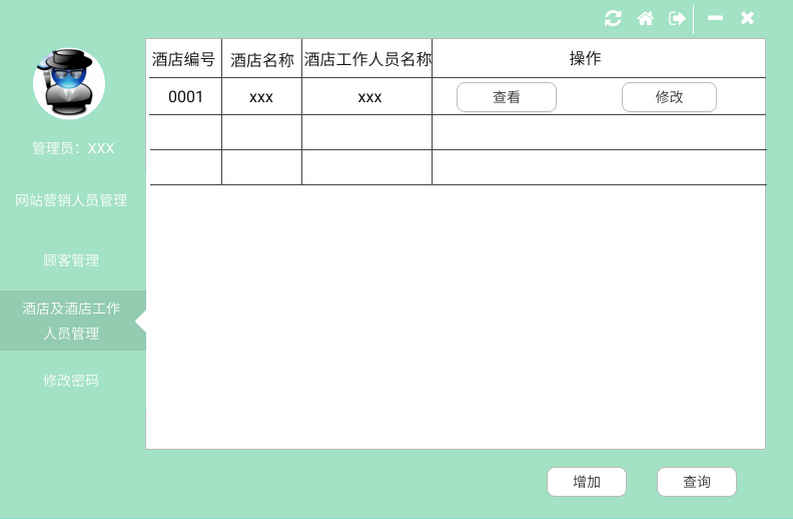 管理员：XXX
网站营销人员管理
顾客管理
酒店及酒店工作
人员管理
修改密码
酒店编号 酒店名称 酒店工作人员名称 操作
0001 xxx xxx 查看 修改
增加 查询